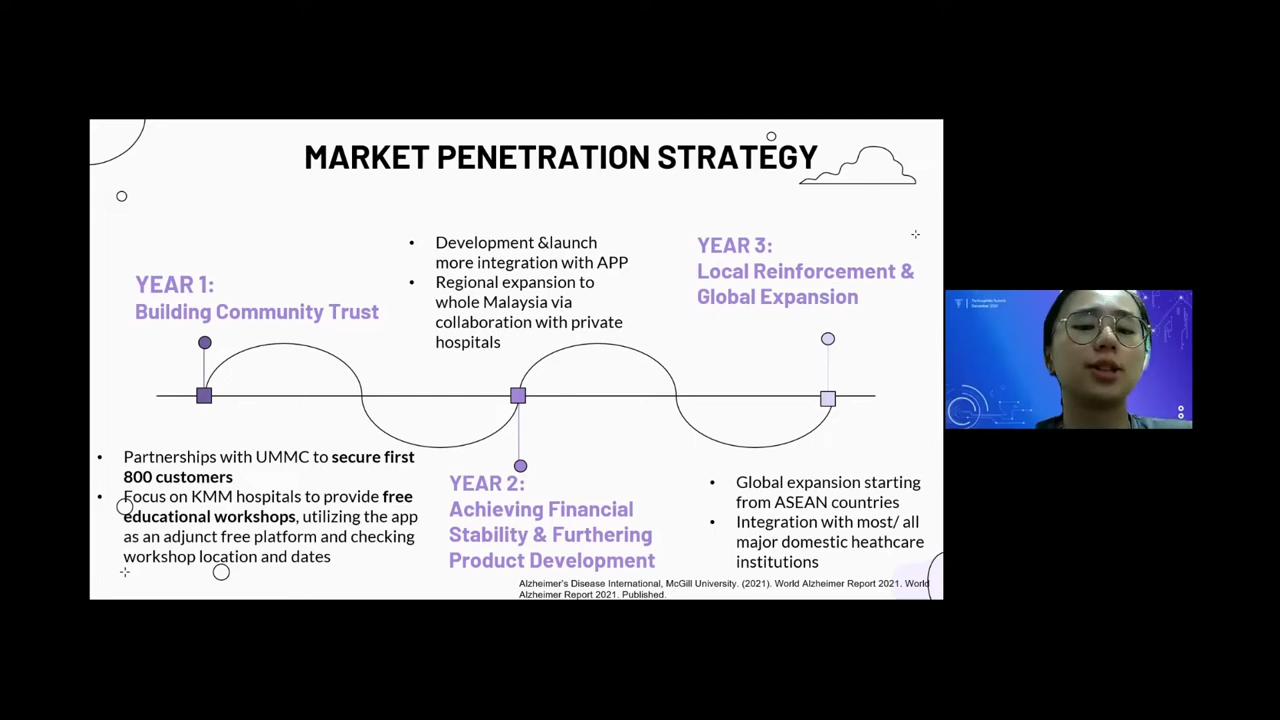 MARKET PENETRATION STRATEGY
YEAR 1:
Building Community Trust
• Partnerships with UMMC to secure first
800 customers
• Focus on KMM hospitals to provide free
educational workshops, utilizing the app
as an adjunct free platform and checking
workshop location and dates
• Development &launch
more integration with APP
• Regional expansion to
whole Malaysia via
collaboration with private
hospitals
YEAR 2:
Achieving Financial
Stability & Furthering
Product Development
YEAR 3:
Local Reinforcement &
Global Expansion
• Global expansion starting
from ASEAN countries
• Integration with most/ all
major domestic heathcare
institutions
Alzheimer's Disease International, McGill University. (2021). World Alzheimer Report 2021. World
Alzheimer Report 2021. Published.